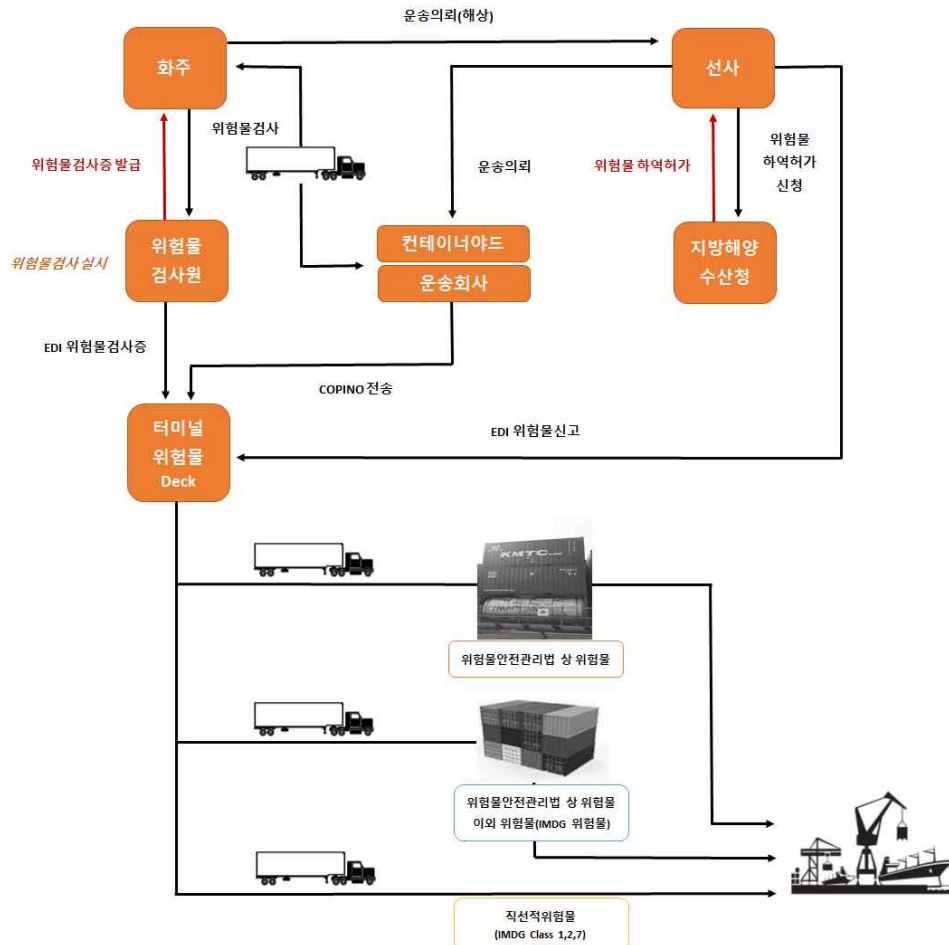 운송의뢰(해상)
화주
선사
위험물검사
위험물
하역허가
신청
위험물검사증 발급
운송의뢰
위험물 하역허가
위험물
검사원
위험물검사 실시
컨테이너야드
운송회사
지방해양
수산청
EDI 위험물검사증
COPINO 전송
EDI 위험물신고
터미널
위험물
Deck
KMTC
위험물안전관리법 상 위험물
위험물안전관리법 상 위험물
이외 위험물(IMDG 위험물)
직선적위험물
(IMDG Class 1,2,7)